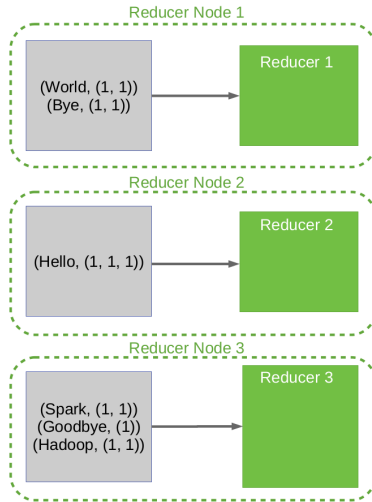 Reducer Node 1
(World, (1, 1))
(Bye, (1, 1))
Reducer 1
Reducer Node 2
(Hello, (1, 1, 1))
Reducer 2
Reducer Node 3
(Spark, (1, 1))
(Goodbye, (1))
(Hadoop, (1, 1))
Reducer 3